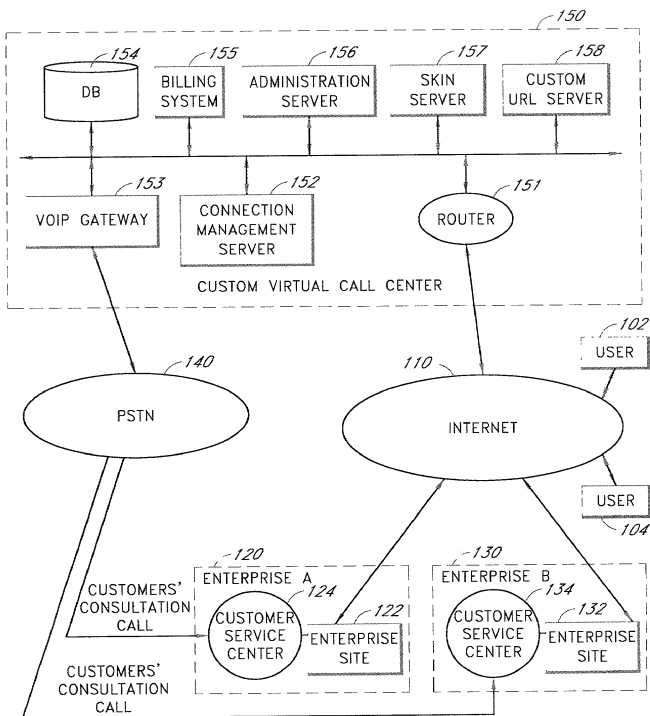 150
154
DB
155
BILLING
SYSTEM
156
ADMINISTRATION
SERVER
157
SKIN
SERVER
158
CUSTOM
URL SERVER
153
VOIP GATEWAY
152
CONNECTION
MANAGEMENT
SERVER
151
ROUTER
CUSTOM VIRTUAL CALL CENTER
140
PSTN
110
INTERNET
102
USER
USER
104
120
ENTERPRISE A
124
CUSTOMER
SERVICE
CENTER
122
ENTERPRISE
SITE
130
ENTERPRISE B
134
CUSTOMER
SERVICE
CENTER
132
ENTERPRISE
SITE
CUSTOMERS'
CONSULTATION
CALL
CUSTOMERS'
CONSULTATION
CALL